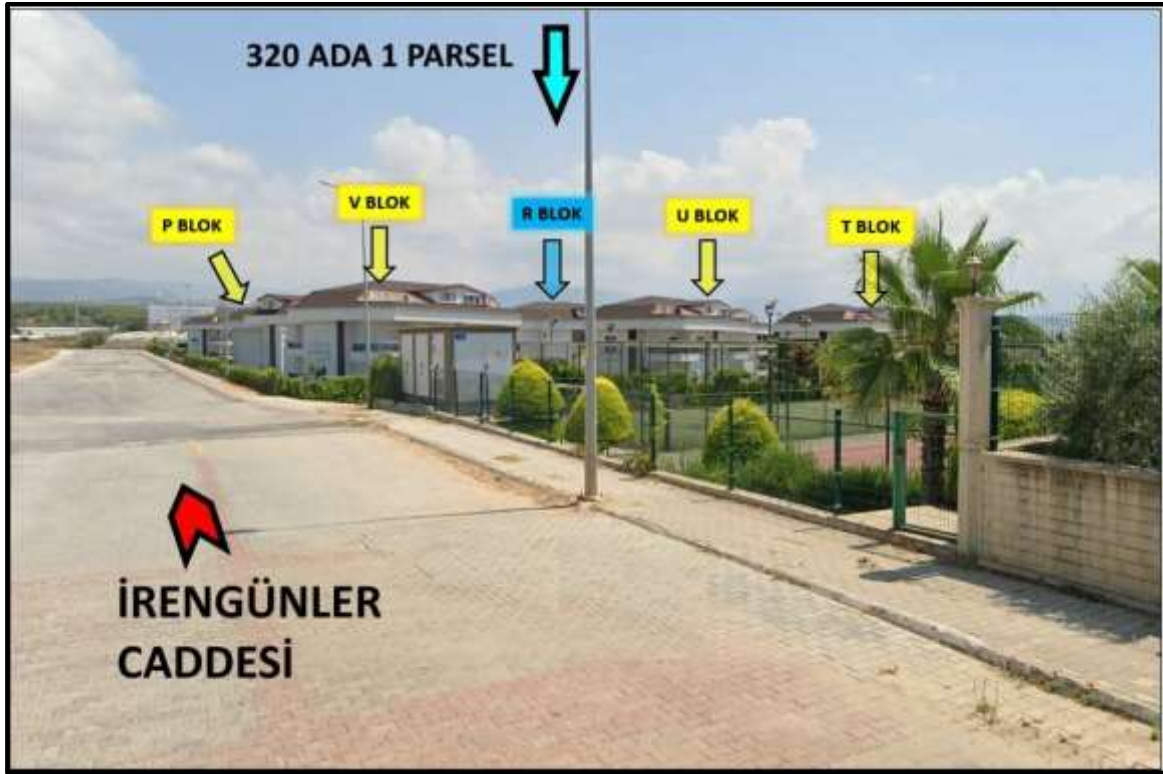 320 ADA 1 PARSEL
P BLOK
V BLOK
R BLOK
U BLOK
T BLOK
İRENGÜNLER
CADDESİ